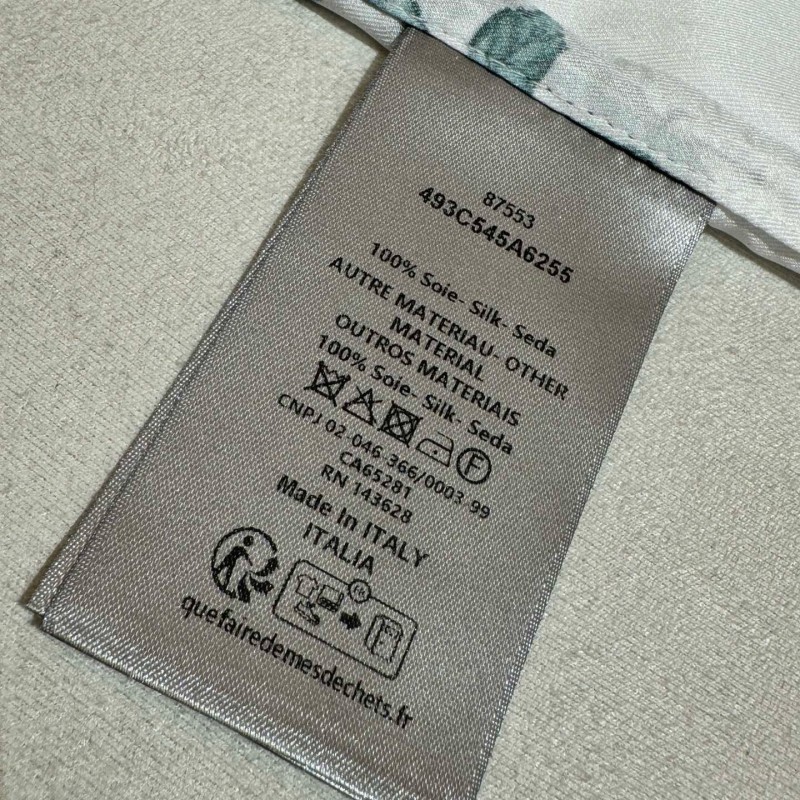 87553
493C545A6255
100% Soie- Silk- Seda
AUTRE MATERIAU- OTHER
MATERIAL
OUTROS MATERIAIS
100% Soie- Silk- Seda
F
CNPJ 02 046 366/0003 99
CA65281
RN 143628
Made In ITALY
ITALIA
FR
quefairedemesdechets.fr